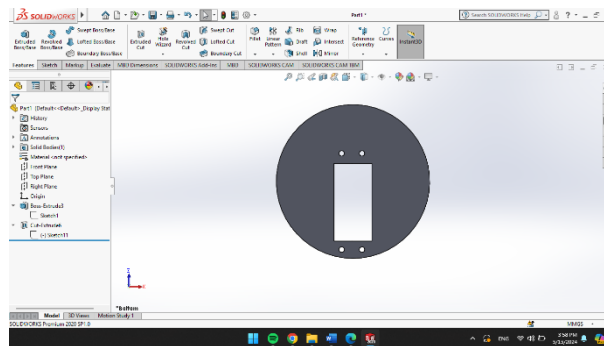 SOLIDWORKS
Part1 *
Search SOLIDWORKS Help
Extruded Boss/Base
Revolved Boss/Base
Swept Boss/Base
Lofted Boss/Base
Boundary Boss/Base
Extruded Cut
Hole Wizard
Revolved Cut
Swept Cut
Lofted Cut
Boundary Cut
Fillet
Linear Pattern
Rib
Draft
Shell
Wrap
Intersect
Mirror
Reference Geometry
Curves
Instant3D
Features
Sketch
Markup
Evaluate
MBD Dimensions
SOLIDWORKS Add-Ins
MBD
SOLIDWORKS CAM
SOLIDWORKS CAM TBM
Part1 (Default<<Default>_Display Stat
History
Sensors
Annotations
Solid Bodies(1)
Material <not specified>
Front Plane
Top Plane
Right Plane
Origin
Sketch1
(-) Sketch11
*Bottom
Model
3D Views
Motion Study 1
SOLIDWORKS Premium 2020 SP1.0
MMGS
ENG
3:58 PM